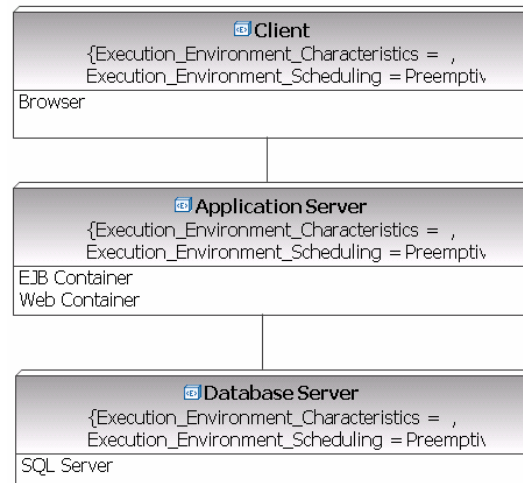 Client
{Execution_Environment_Characteristics = ,
Execution_Environment_Scheduling = Preemptiv
Browser
Application Server
{Execution_Environment_Characteristics = ,
Execution_Environment_Scheduling = Preemptiv
EJB Container
Web Container
Database Server
{Execution_Environment_Characteristics = ,
Execution_Environment_Scheduling = Preemptiv
SQL Server